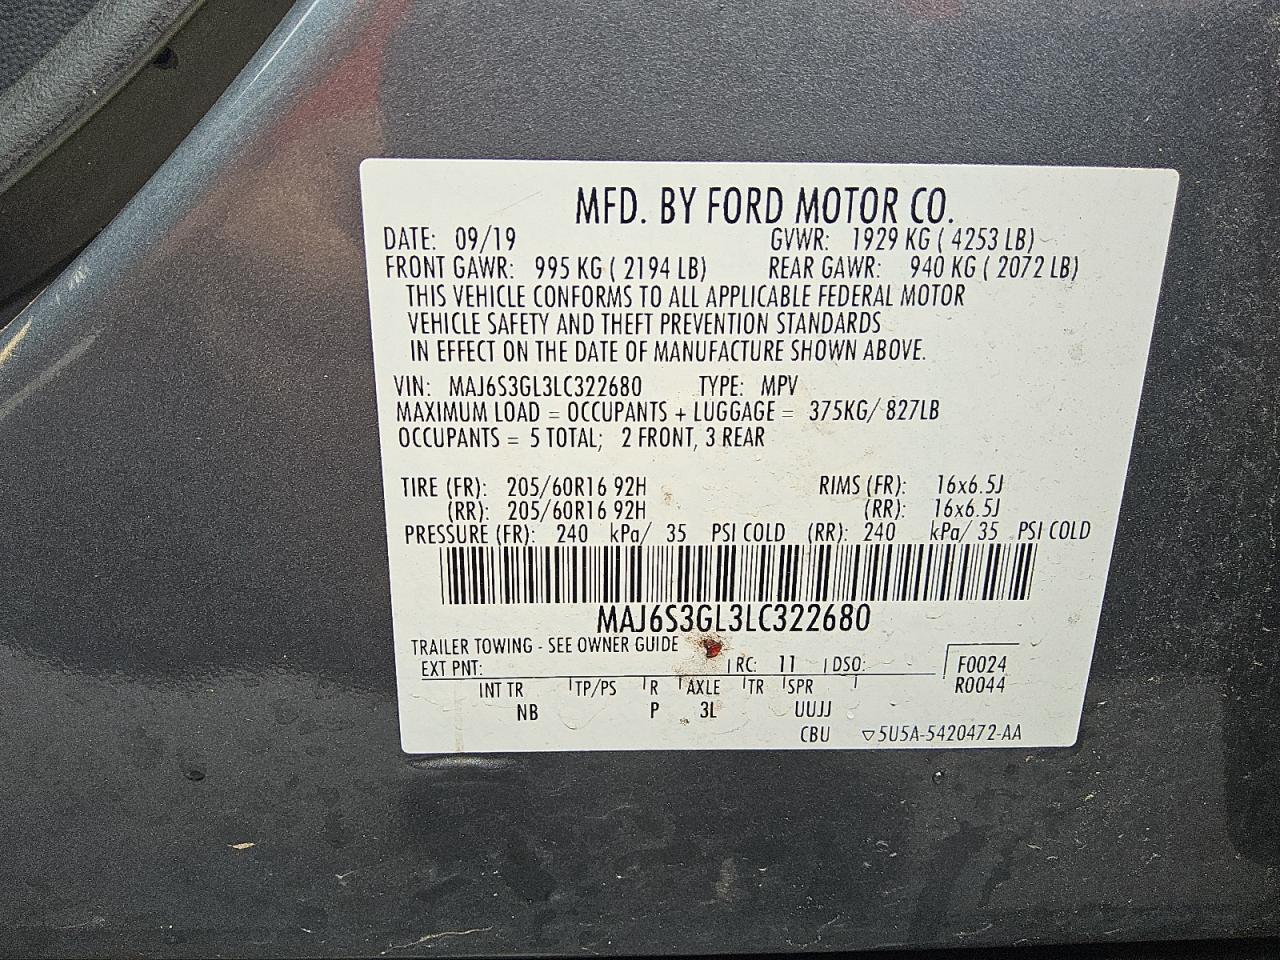 MFD. BY FORD MOTOR CO.
DATE: 09/19 GVWR: 1929 KG ( 4253 LB)
FRONT GAWR: 995 KG ( 2194 LB) REAR GAWR: 940 KG ( 2072 LB)
THIS VEHICLE CONFORMS TO ALL APPLICABLE FEDERAL MOTOR
VEHICLE SAFETY AND THEFT PREVENTION STANDARDS
IN EFFECT ON THE DATE OF MANUFACTURE SHOWN ABOVE.
VIN: MAJ6S3GL3LC322680 TYPE: MPV
MAXIMUM LOAD = OCCUPANTS + LUGGAGE = 375KG/ 827LB
OCCUPANTS = 5 TOTAL; 2 FRONT, 3 REAR
TIRE (FR): 205/60R16 92H RIMS (FR): 16x6.5J
(RR): 205/60R16 92H (RR): 16x6.5J
PRESSURE (FR): 240 kPa/ 35 PSI COLD (RR): 240 kPa/ 35 PSI COLD
MAJ6S3GL3LC322680
TRAILER TOWING - SEE OWNER GUIDE
EXT PNT: RC: 11 DSO: F0024
INT TR TP/PS R AXLE TR SPR R0044
NB P 3L UUJJ
CBU ▽5U5A-5420472-AA